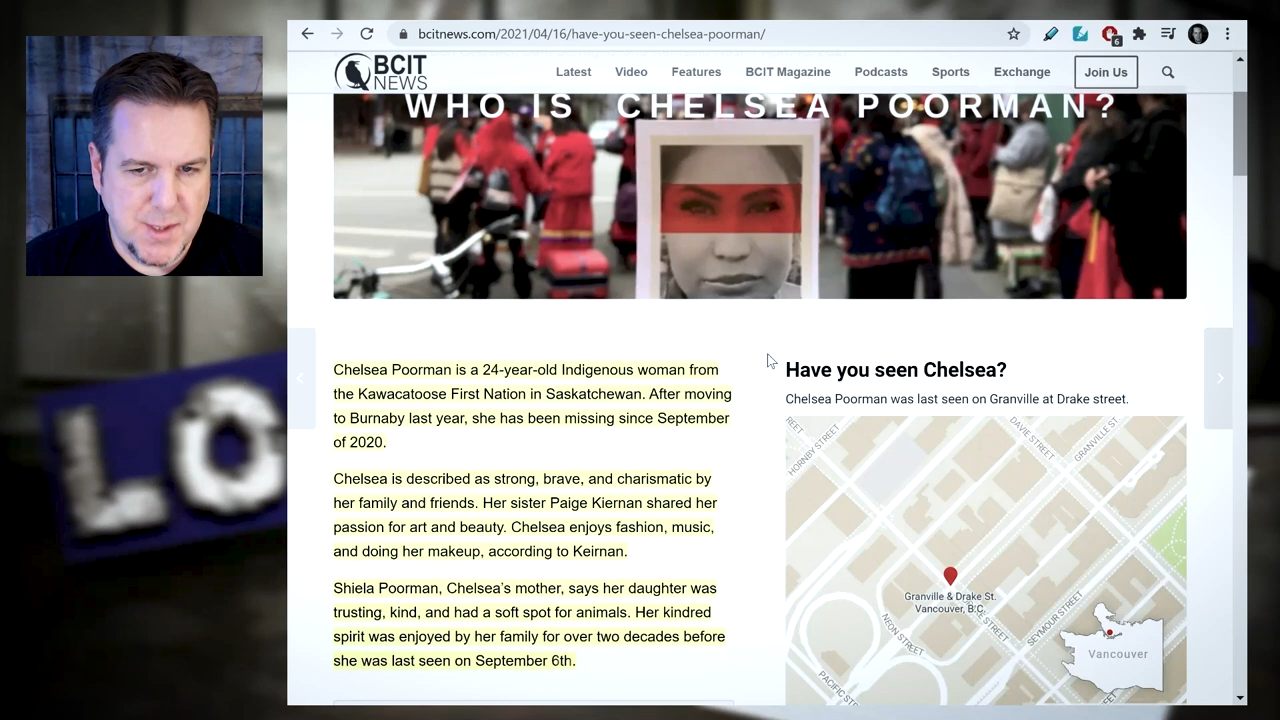 bcitnews.com/2021/04/16/have-you-seen-chelsea-poorman/
6
BCIT
NEWS
Latest Video Features BCIT Magazine Podcasts Sports Exchange Join Us
WHO IS CHELSEA POORMAN?
Chelsea Poorman is a 24-year-old Indigenous woman from
the Kawacatoose First Nation in Saskatchewan. After moving
to Burnaby last year, she has been missing since September
of 2020.
Chelsea is described as strong, brave, and charismatic by
her family and friends. Her sister Paige Kiernan shared her
passion for art and beauty. Chelsea enjoys fashion, music,
and doing her makeup, according to Keirnan.
Shiela Poorman, Chelsea's mother, says her daughter was
trusting, kind, and had a soft spot for animals. Her kindred
spirit was enjoyed by her family for over two decades before
she was last seen on September 6th.
Have you seen Chelsea?
Chelsea Poorman was last seen on Granville at Drake street.
REET
HORNBY STREET
DAVIE STREET
GRANVILLE ST
Granville & Drake St.
Vancouver, B.C.
NEON STREET
SEYMOUR STREET
PACIFIC ST
Vancouver
LO